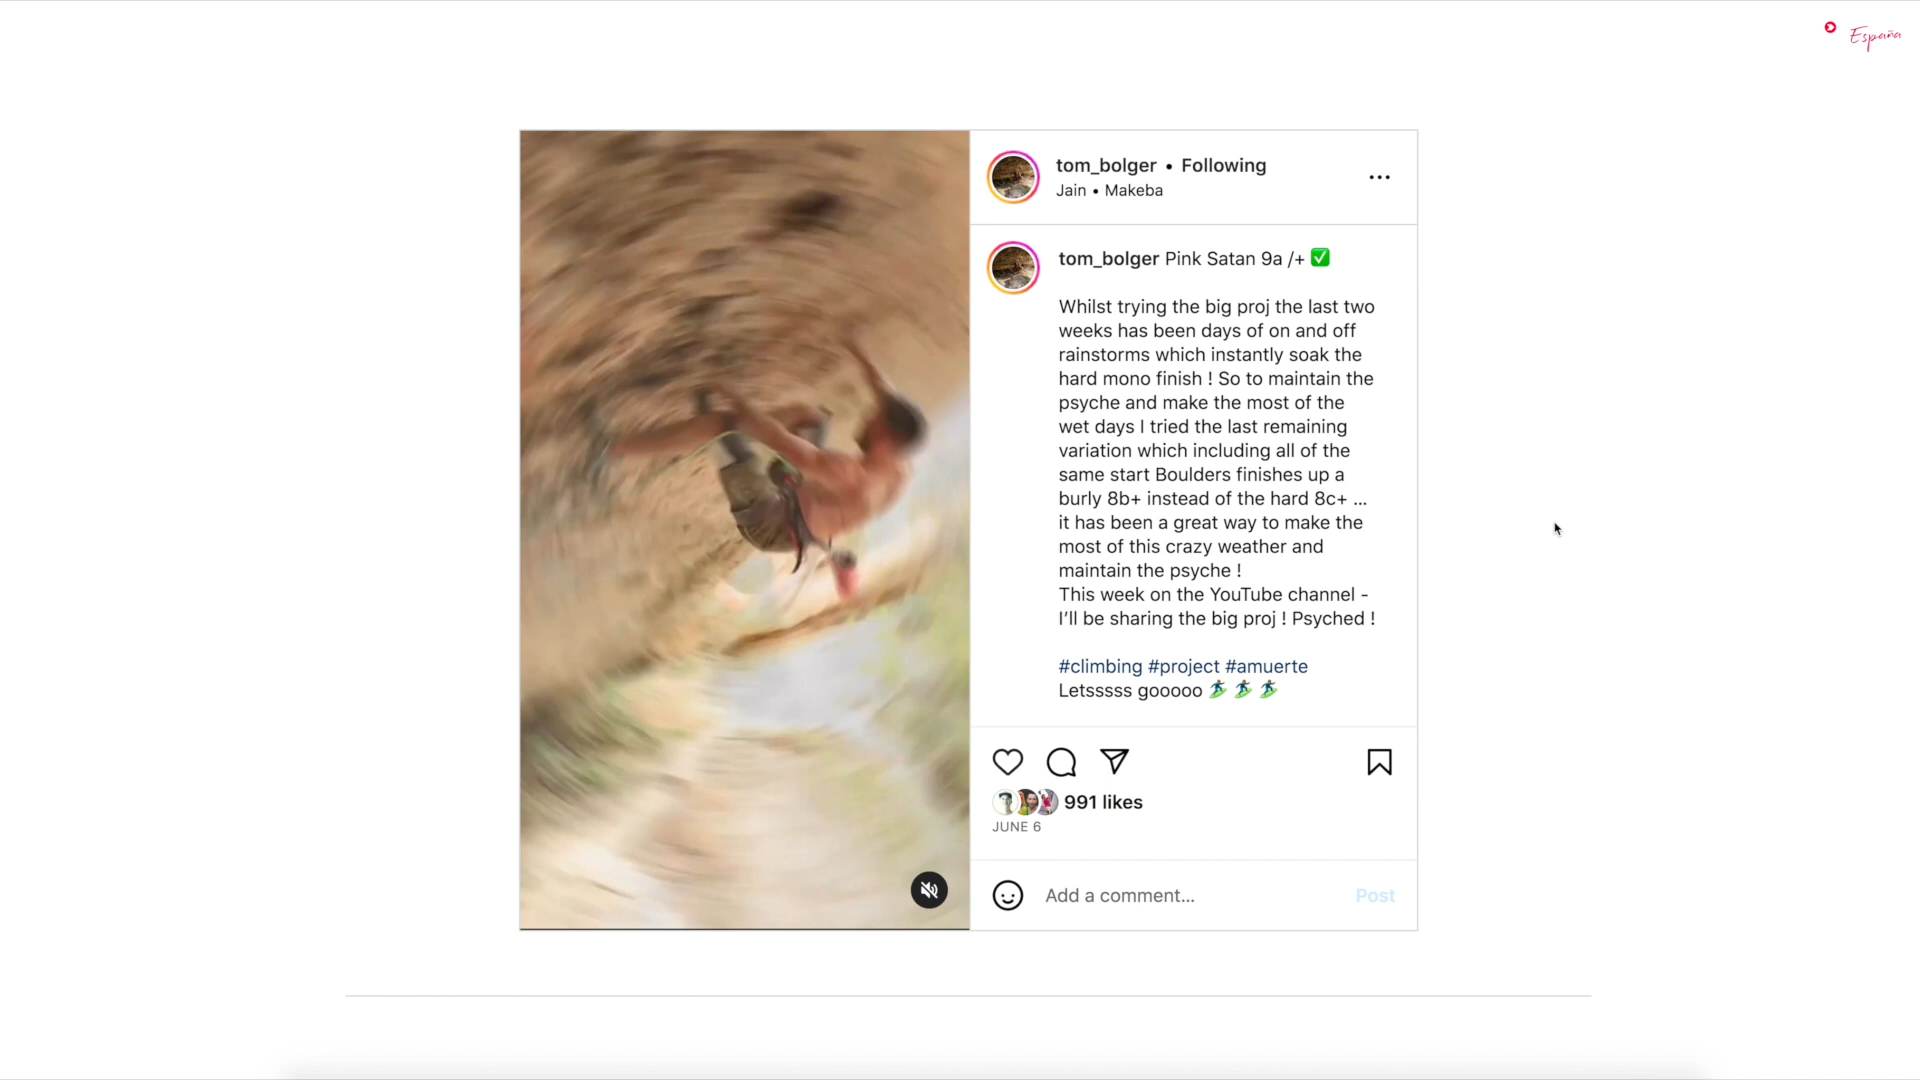 España
tom_bolger • Following
Jain • Makeba
tom_bolger Pink Satan 9a /+ ✅
Whilst trying the big proj the last two
weeks has been days of on and off
rainstorms which instantly soak the
hard mono finish ! So to maintain the
psyche and make the most of the
wet days I tried the last remaining
variation which including all of the
same start Boulders finishes up a
burly 8b+ instead of the hard 8c+ ...
it has been a great way to make the
most of this crazy weather and
maintain the psyche !
This week on the YouTube channel -
I’ll be sharing the big proj ! Psyched !
#climbing #project #amuerte
Letsssss gooooo 🏄🏽‍♂️ 🏄🏽‍♂️ 🏄🏽‍♂️
991 likes
JUNE 6
Add a comment...
Post